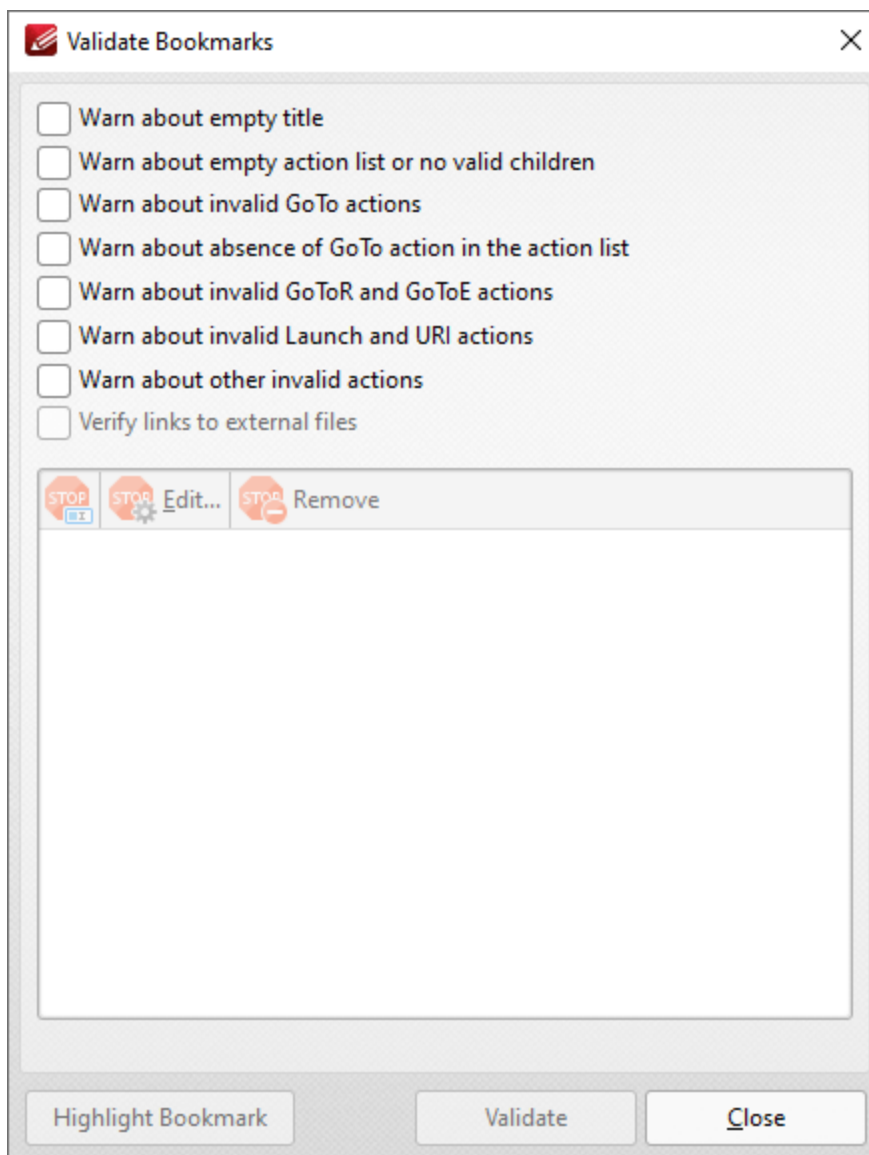 Validate Bookmarks
Warn about empty title
Warn about empty action list or no valid children
Warn about invalid GoTo actions
Warn about absence of GoTo action in the action list
Warn about invalid GoToR and GoToE actions
Warn about invalid Launch and URI actions
Warn about other invalid actions
Verify links to external files
STOP STOP Edit... STOP Remove
Highlight Bookmark Validate Close